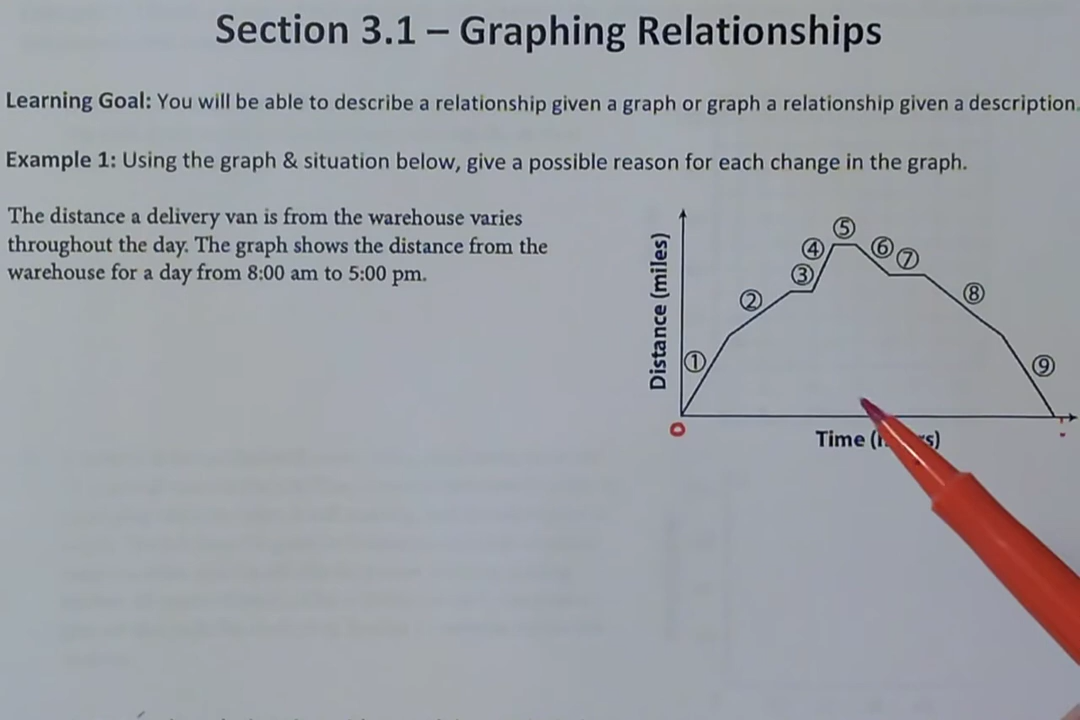 Section 3.1 – Graphing Relationships
Learning Goal: You will be able to describe a relationship given a graph or graph a relationship given a description.
Example 1: Using the graph & situation below, give a possible reason for each change in the graph.
The distance a delivery van is from the warehouse varies
throughout the day. The graph shows the distance from the
warehouse for a day from 8:00 am to 5:00 pm.
Distance (miles)
①
②
③
④
⑤
⑥
⑦
⑧
⑨
0
Time